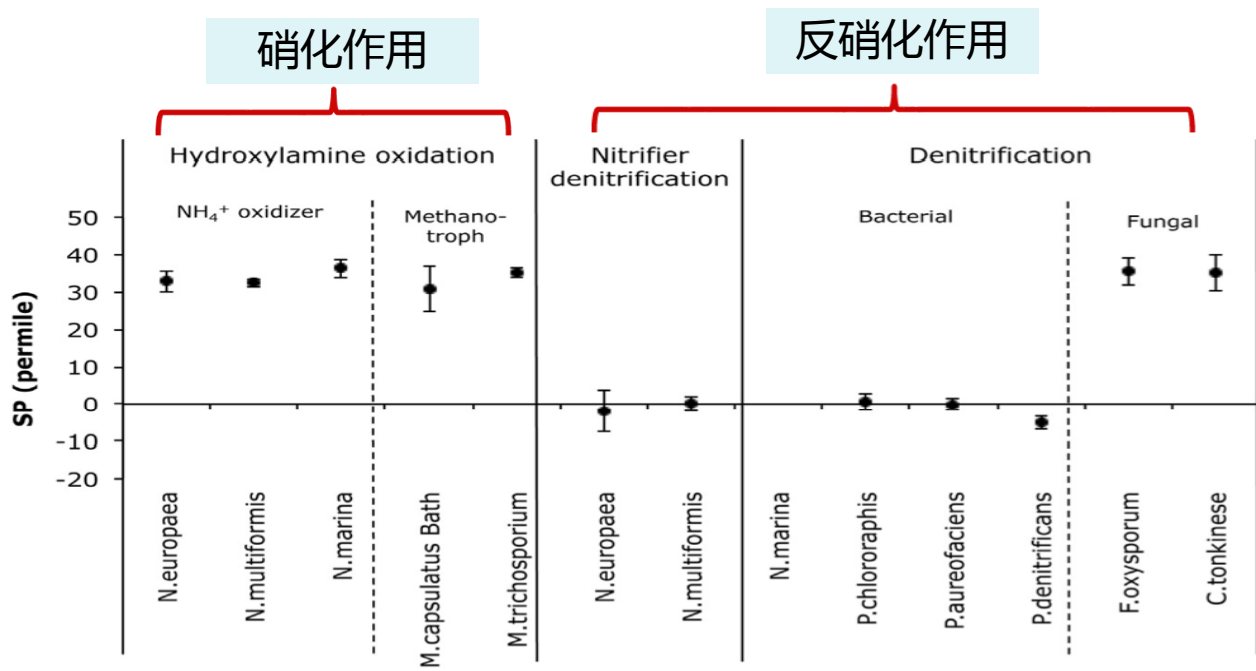 硝化作用
反硝化作用
Hydroxylamine oxidation
Nitrifier
denitrification
Denitrification
NH₄⁺ oxidizer
Methano-
troph
Bacterial
Fungal
SP (permile)
50
40
30
20
10
0
-10
-20
N.europaea
N.multiformis
N.marina
M.capsulatus Bath
M.trichosporium
N.europaea
N.multiformis
N.marina
P.chlororaphis
P.aureofaciens
P.denitrificans
F.oxysporum
C.tonkinese